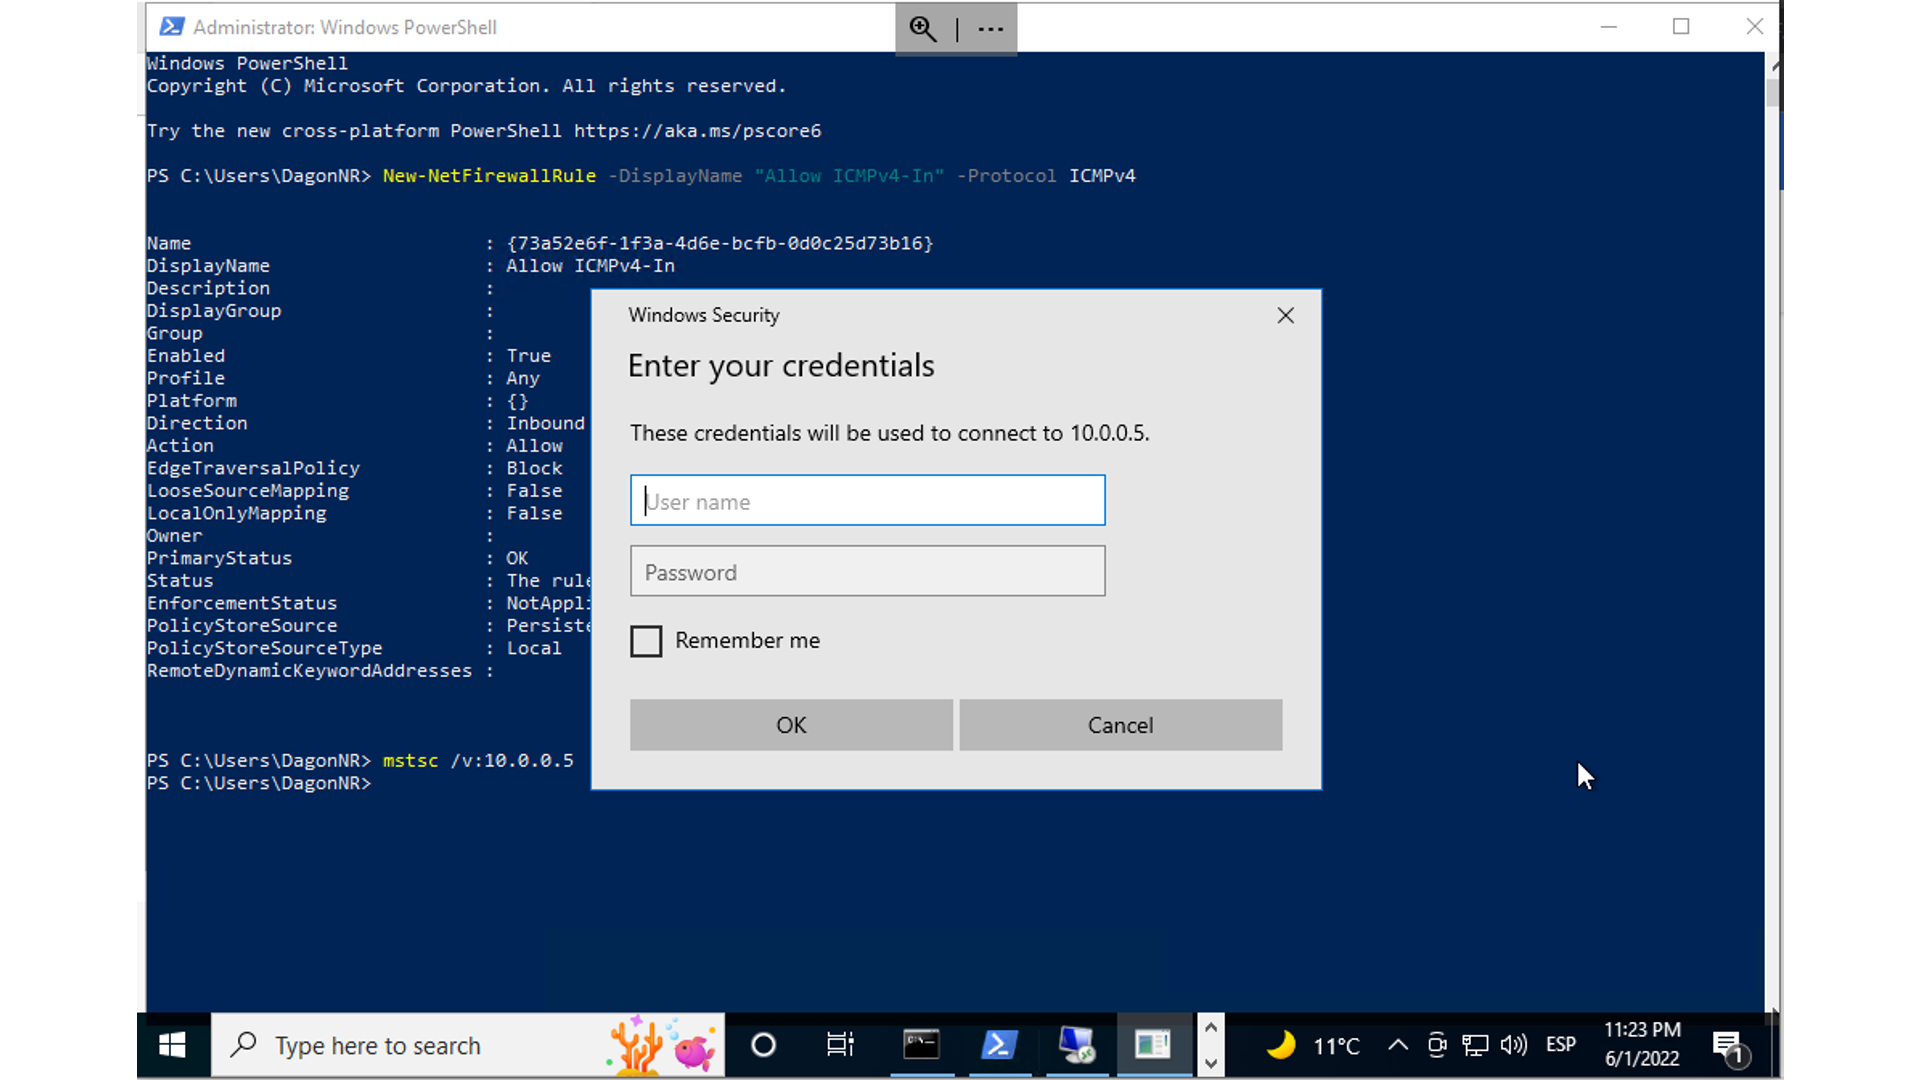 Administrator: Windows PowerShell
Windows PowerShell
Copyright (C) Microsoft Corporation. All rights reserved.
Try the new cross-platform PowerShell https://aka.ms/pscore6
PS C:\Users\DagonNR> New-NetFirewallRule -DisplayName "Allow ICMPv4-In" -Protocol ICMPv4
Name : {73a52e6f-1f3a-4d6e-bcfb-0d0c25d73b16}
DisplayName : Allow ICMPv4-In
Description :
DisplayGroup :
Group :
Enabled : True
Profile : Any
Platform : {}
Direction : Inbound
Action : Allow
EdgeTraversalPolicy : Block
LooseSourceMapping : False
LocalOnlyMapping : False
Owner :
PrimaryStatus : OK
Status : The rule
EnforcementStatus : NotAppli
PolicyStoreSource : Persiste
PolicyStoreSourceType : Local
RemoteDynamicKeywordAddresses :
PS C:\Users\DagonNR> mstsc /v:10.0.0.5
PS C:\Users\DagonNR>
Windows Security
Enter your credentials
These credentials will be used to connect to 10.0.0.5.
User name
Password
Remember me
OK Cancel
Type here to search
11°C
ESP
11:23 PM
6/1/2022
1